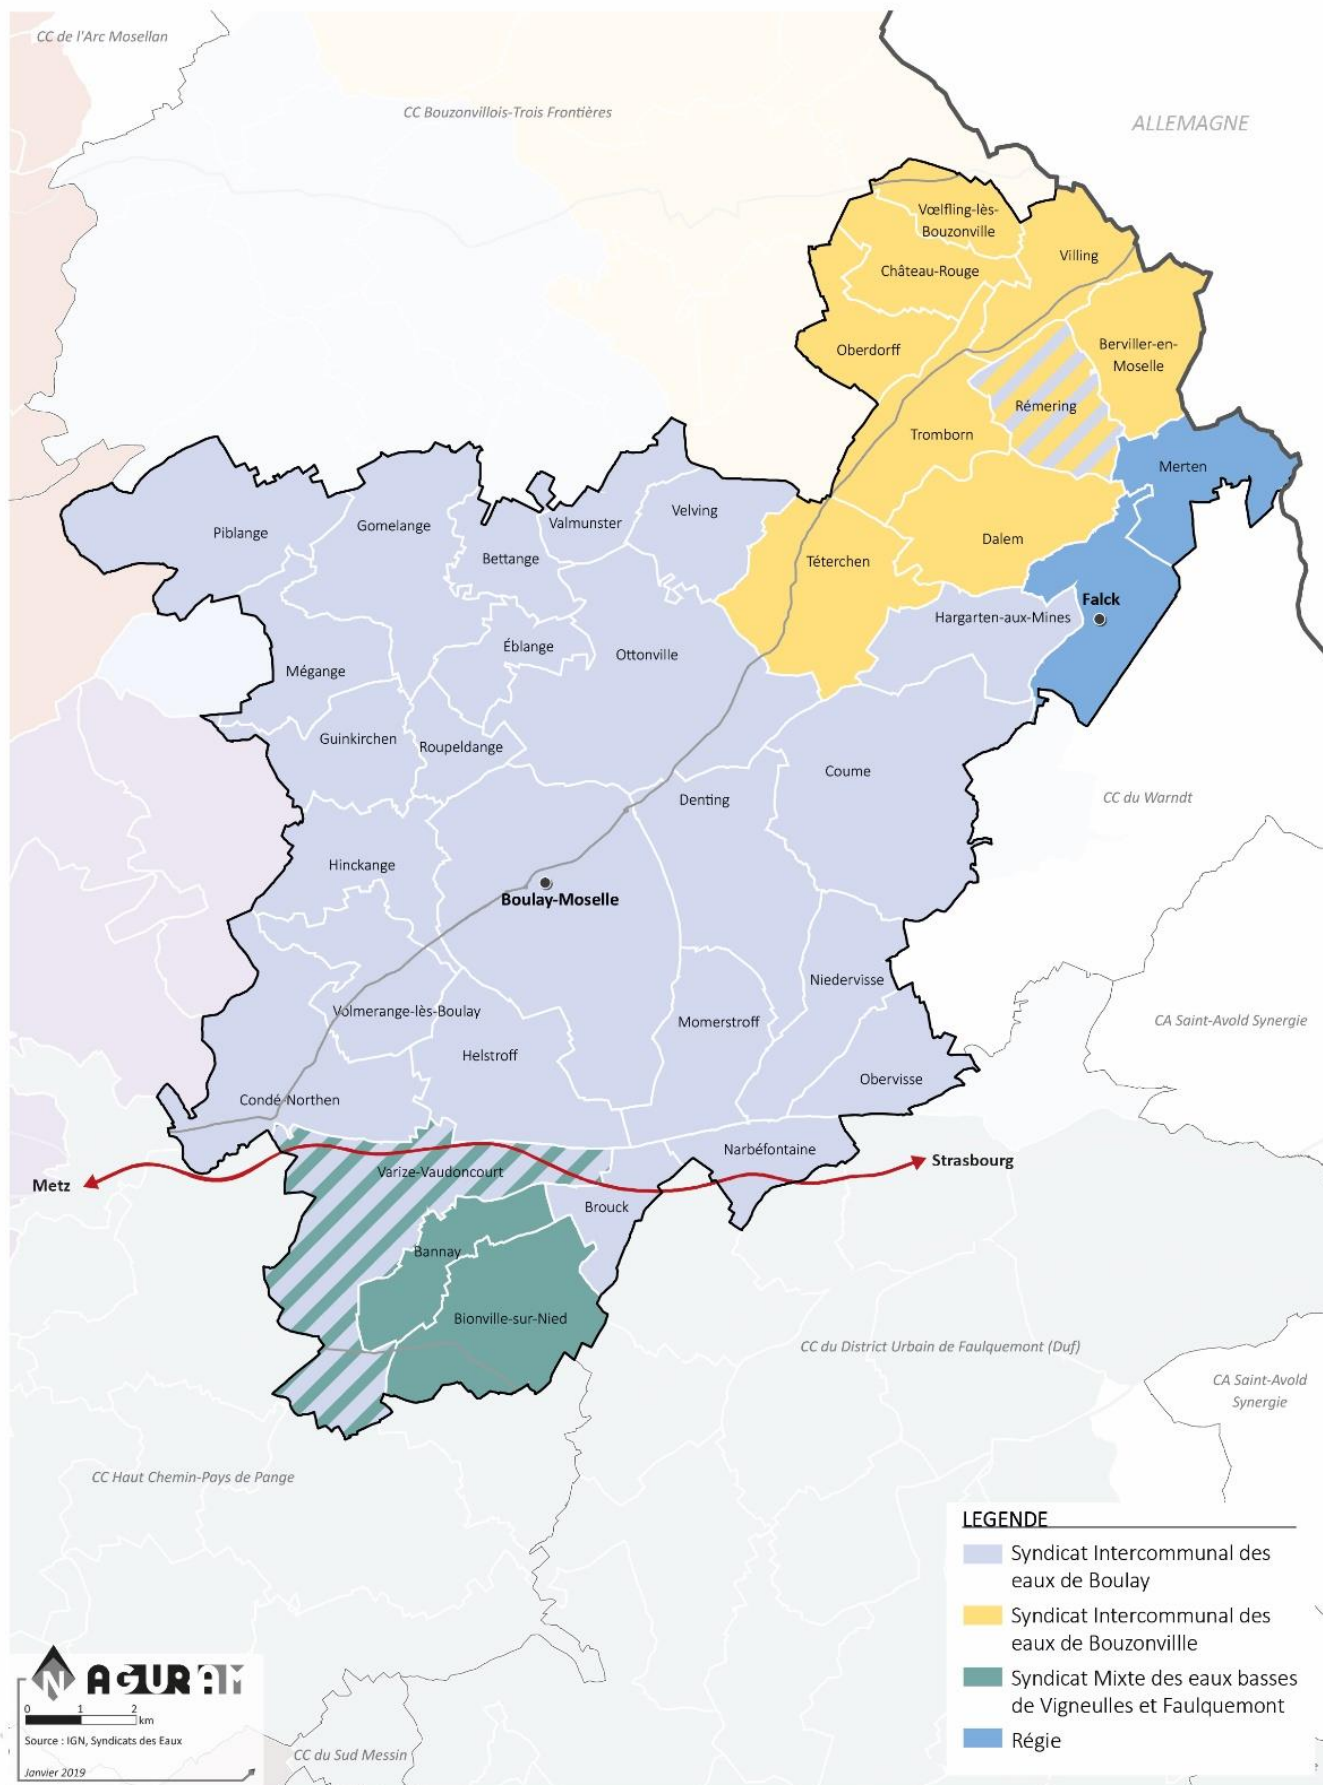 CC de l'Arc Mosellan
CC Bouzonvillois-Trois Frontières
ALLEMAGNE
Vœlfling-lès-
Bouzonville
Villing
Château-Rouge
Berviller-en-
Moselle
Oberdorff
Rémering
Tromborn
Merten
Velving
Valmunster
Gomelange
Piblange
Bettange
Dalem
Téterchen
Falck
Hargarten-aux-Mines
Éblange
Ottonville
Mégange
Guinkirchen
Roupeldange
Coume
Denting
CC du Warndt
Hinckange
Boulay-Moselle
Niedervisse
Volmerange-lès-Boulay
Momerstroff
CA Saint-Avold Synergie
Helstroff
Obervisse
Condé-Northen
Narbéfontaine
Strasbourg
Varize-Vaudoncourt
Metz
Brouck
Bannay
Bionville-sur-Nied
CC du District Urbain de Faulquemont (Duf)
CA Saint-Avold
Synergie
CC Haut Chemin-Pays de Pange
LEGENDE
Syndicat Intercommunal des
eaux de Boulay
Syndicat Intercommunal des
eaux de Bouzonvillle
Syndicat Mixte des eaux basses
de Vigneulles et Faulquemont
Régie
N AGURAM
0 1 2
km
Source : IGN, Syndicats des Eaux
CC du Sud Messin
Janvier 2019